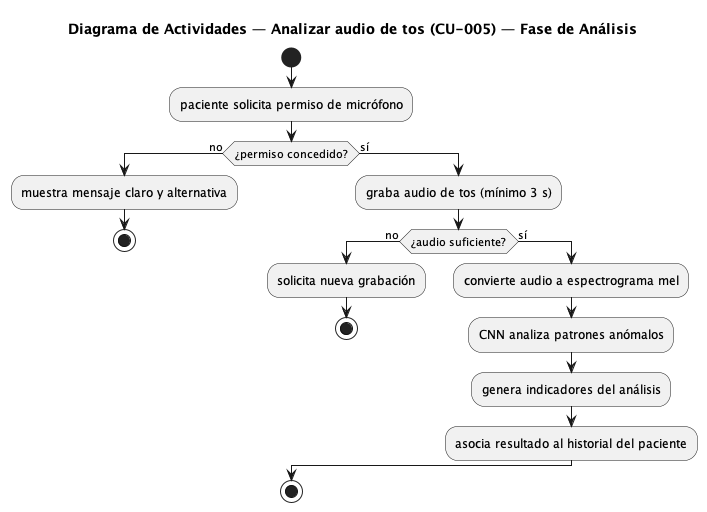 Diagrama de Actividades — Analizar audio de tos (CU-005) — Fase de Análisis
paciente solicita permiso de micrófono
no
¿permiso concedido?
sí
muestra mensaje claro y alternativa
graba audio de tos (mínimo 3 s)
no
¿audio suficiente?
sí
solicita nueva grabación
convierte audio a espectrograma mel
CNN analiza patrones anómalos
genera indicadores del análisis
asocia resultado al historial del paciente